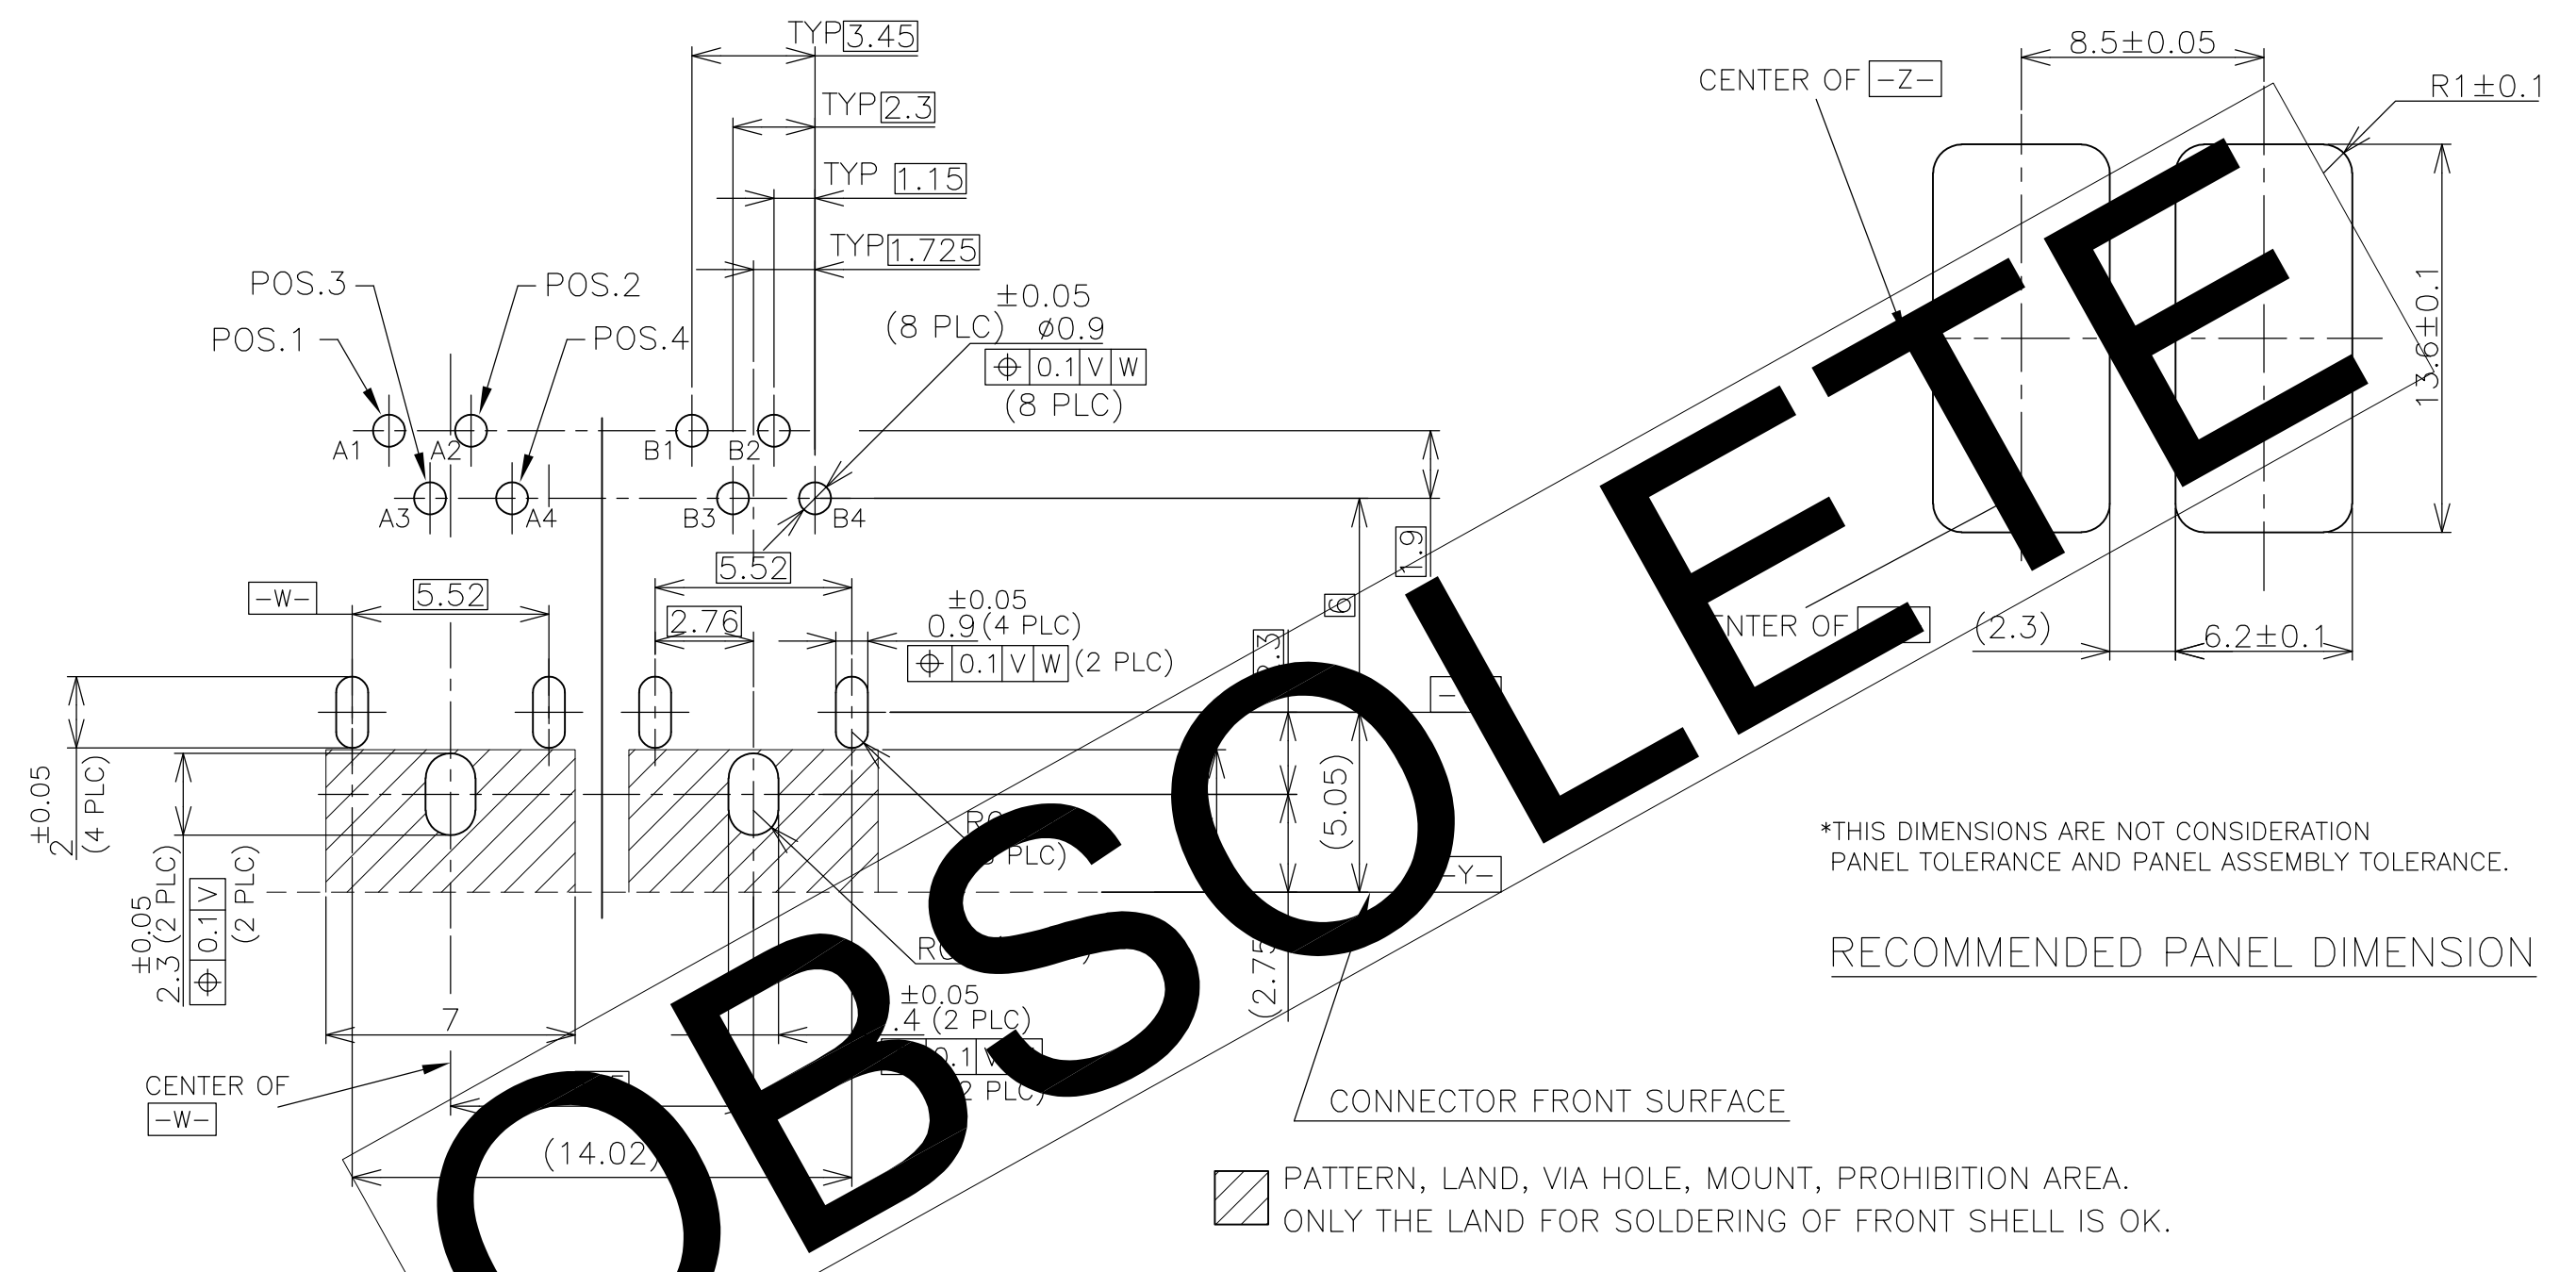 TYP 3.45
TYP 2.3
TYP 1.15
TYP 1.725
POS.3
POS.2
POS.1
POS.4
±0.05
(8 PLC) ø0.9
⌖ 0.1 V W
(8 PLC)
A1
A2
B1
B2
A3
A4
B3
B4
5.52
-W-
5.52
2.76
±0.05
0.9 (4 PLC)
⌖ 0.1 V W (2 PLC)
1.9
6
±0.05
2
(4 PLC)
±0.05
2.3 (2 PLC)
⌖ 0.1 V
(2 PLC)
(5.05)
-Y-
(2.75
7
±0.05
(2 PLC)
0.1
PLC)
CENTER OF
-W-
(14.02)
CONNECTOR FRONT SURFACE
PATTERN, LAND, VIA HOLE, MOUNT, PROHIBITION AREA.
ONLY THE LAND FOR SOLDERING OF FRONT SHELL IS OK.
8.5±0.05
CENTER OF -Z-
R1±0.1
13.6±0.1
OF
(2.3)
6.2±0.1
*THIS DIMENSIONS ARE NOT CONSIDERATION
PANEL TOLERANCE AND PANEL ASSEMBLY TOLERANCE.
RECOMMENDED PANEL DIMENSION
OBSOLETE